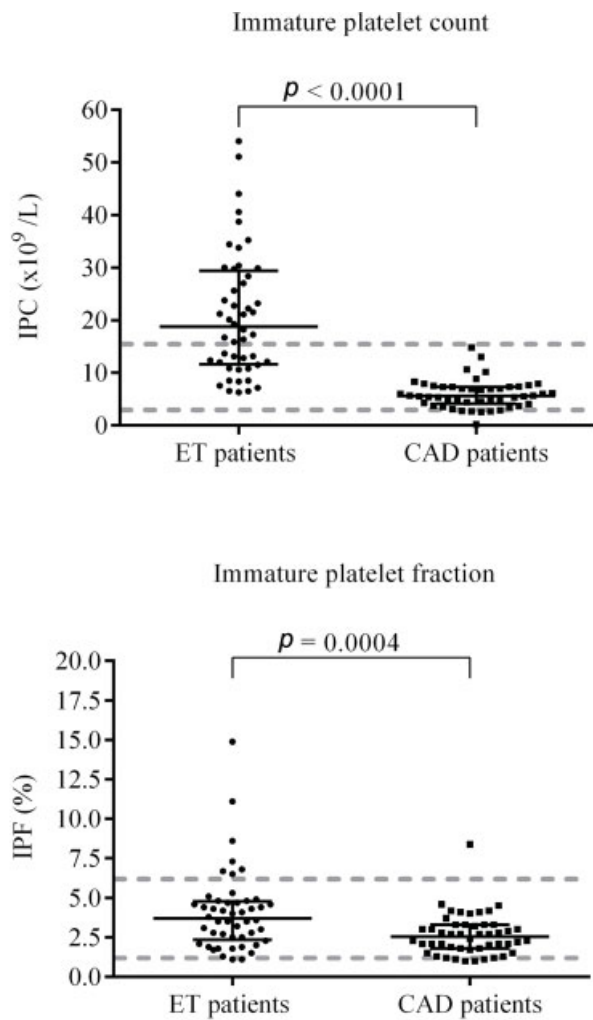 Immature platelet count
p < 0.0001
60
50
40
30
20
10
0
IPC (x10⁹/L)
ET patients
CAD patients
Immature platelet fraction
p = 0.0004
20.0
17.5
15.0
12.5
10.0
7.5
5.0
2.5
0.0
IPF (%)
ET patients
CAD patients